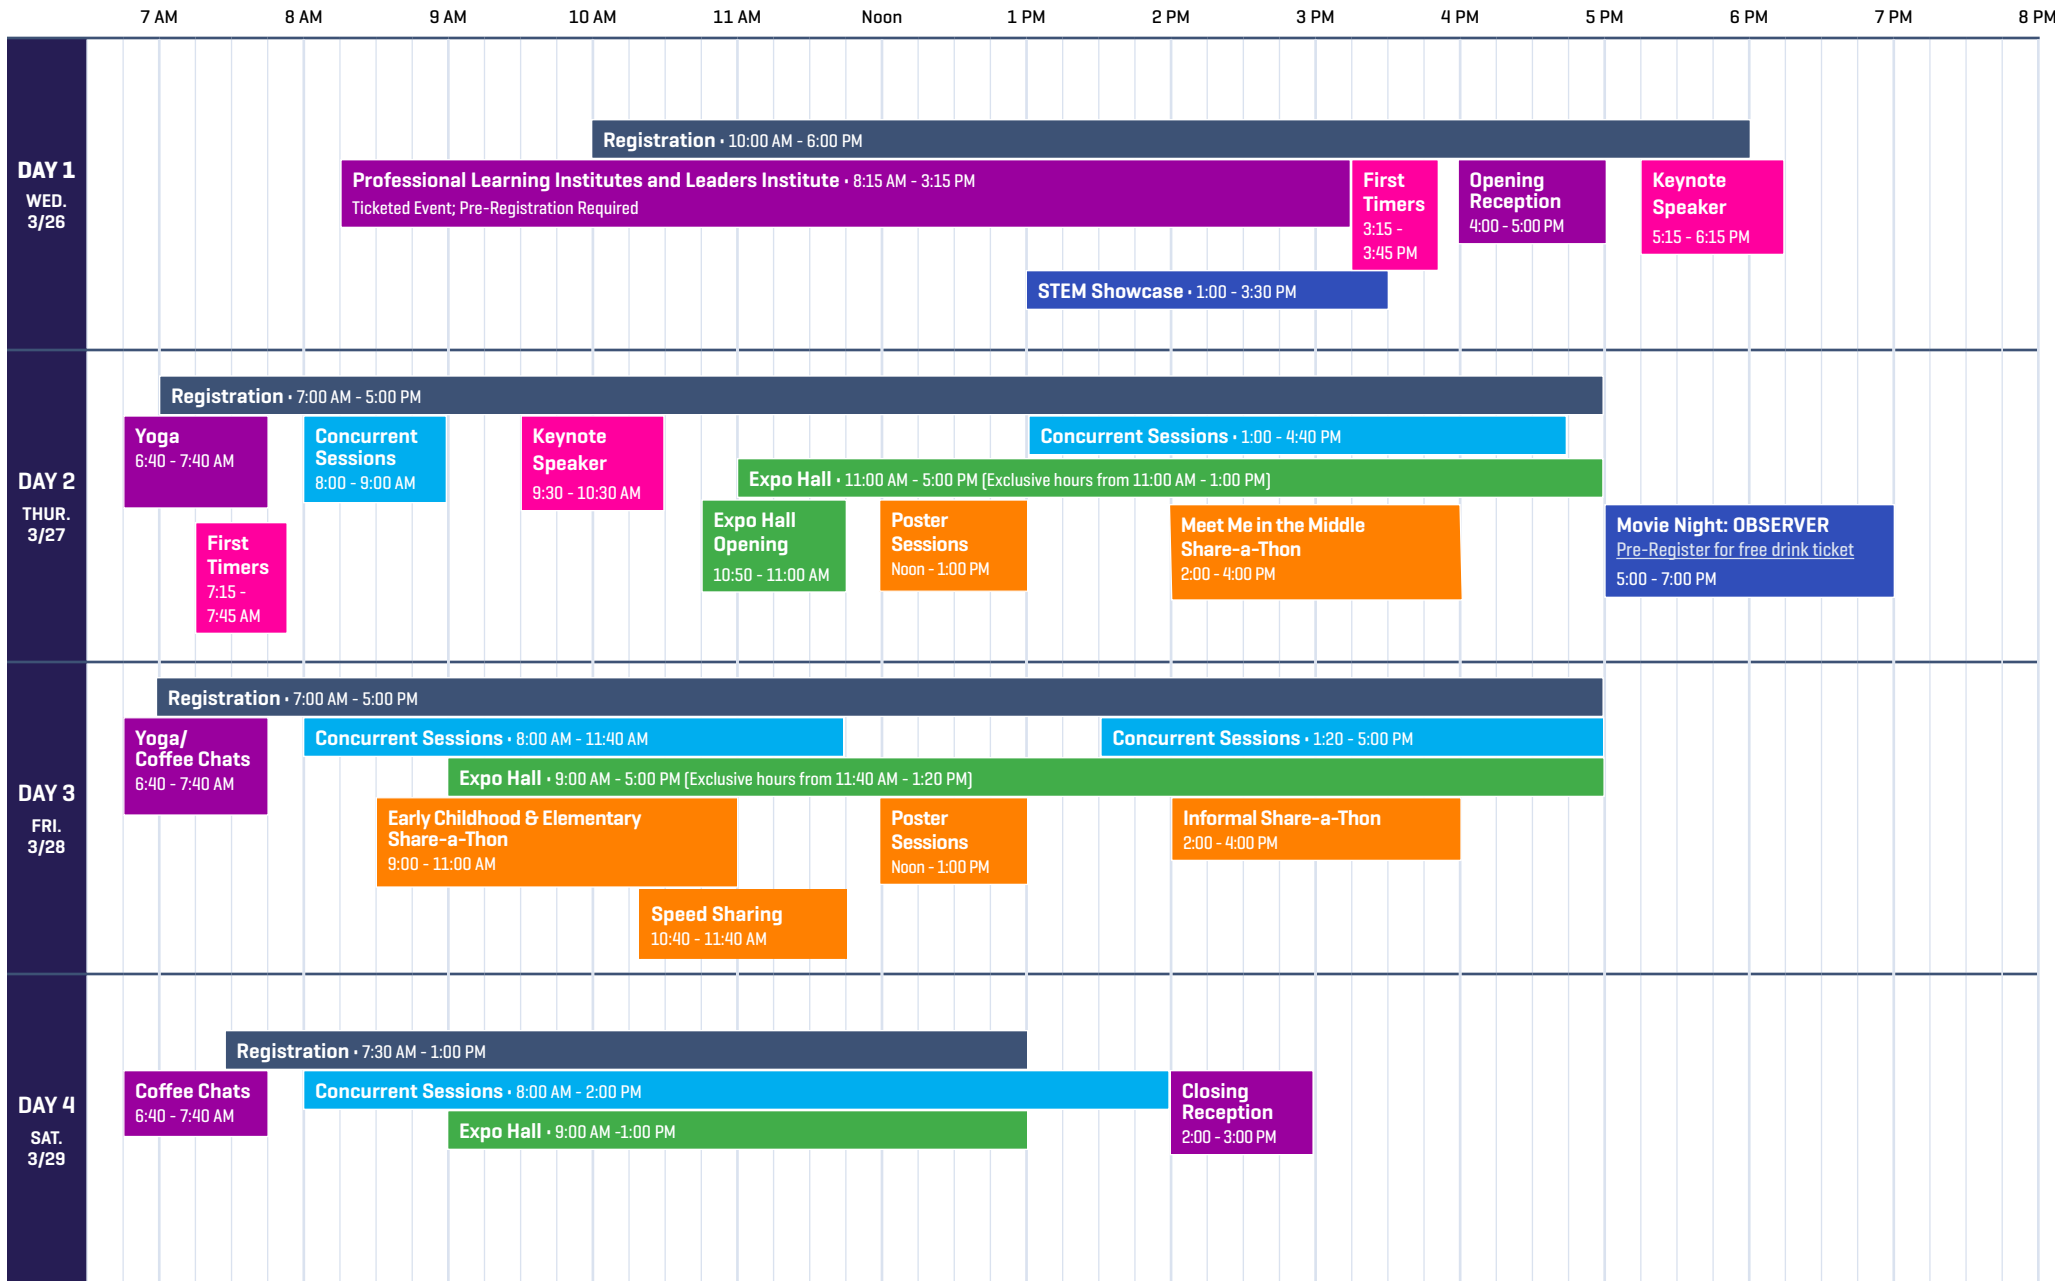 7 AM 8 AM 9 AM 10 AM 11 AM Noon 1 PM 2 PM 3 PM 4 PM 5 PM 6 PM 7 PM 8 PM
DAY 1
WED.
3/26
Registration • 10:00 AM - 6:00 PM
Professional Learning Institutes and Leaders Institute • 8:15 AM - 3:15 PM
Ticketed Event; Pre-Registration Required
First
Timers
3:15 -
3:45 PM
Opening
Reception
4:00 - 5:00 PM
Keynote
Speaker
5:15 - 6:15 PM
STEM Showcase • 1:00 - 3:30 PM
DAY 2
THUR.
3/27
Registration • 7:00 AM - 5:00 PM
Yoga
6:40 - 7:40 AM
Concurrent
Sessions
8:00 - 9:00 AM
Keynote
Speaker
9:30 - 10:30 AM
Concurrent Sessions • 1:00 - 4:40 PM
Expo Hall • 11:00 AM - 5:00 PM (Exclusive hours from 11:00 AM - 1:00 PM)
First
Timers
7:15 -
7:45 AM
Expo Hall
Opening
10:50 - 11:00 AM
Poster
Sessions
Noon - 1:00 PM
Meet Me in the Middle
Share-a-Thon
2:00 - 4:00 PM
Movie Night: OBSERVER
Pre-Register for free drink ticket
5:00 - 7:00 PM
DAY 3
FRI.
3/28
Registration • 7:00 AM - 5:00 PM
Yoga/
Coffee Chats
6:40 - 7:40 AM
Concurrent Sessions • 8:00 AM - 11:40 AM
Concurrent Sessions • 1:20 - 5:00 PM
Expo Hall • 9:00 AM - 5:00 PM (Exclusive hours from 11:40 AM - 1:20 PM)
Early Childhood & Elementary
Share-a-Thon
9:00 - 11:00 AM
Poster
Sessions
Noon - 1:00 PM
Informal Share-a-Thon
2:00 - 4:00 PM
Speed Sharing
10:40 - 11:40 AM
DAY 4
SAT.
3/29
Registration • 7:30 AM - 1:00 PM
Coffee Chats
6:40 - 7:40 AM
Concurrent Sessions • 8:00 AM - 2:00 PM
Closing
Reception
2:00 - 3:00 PM
Expo Hall • 9:00 AM -1:00 PM